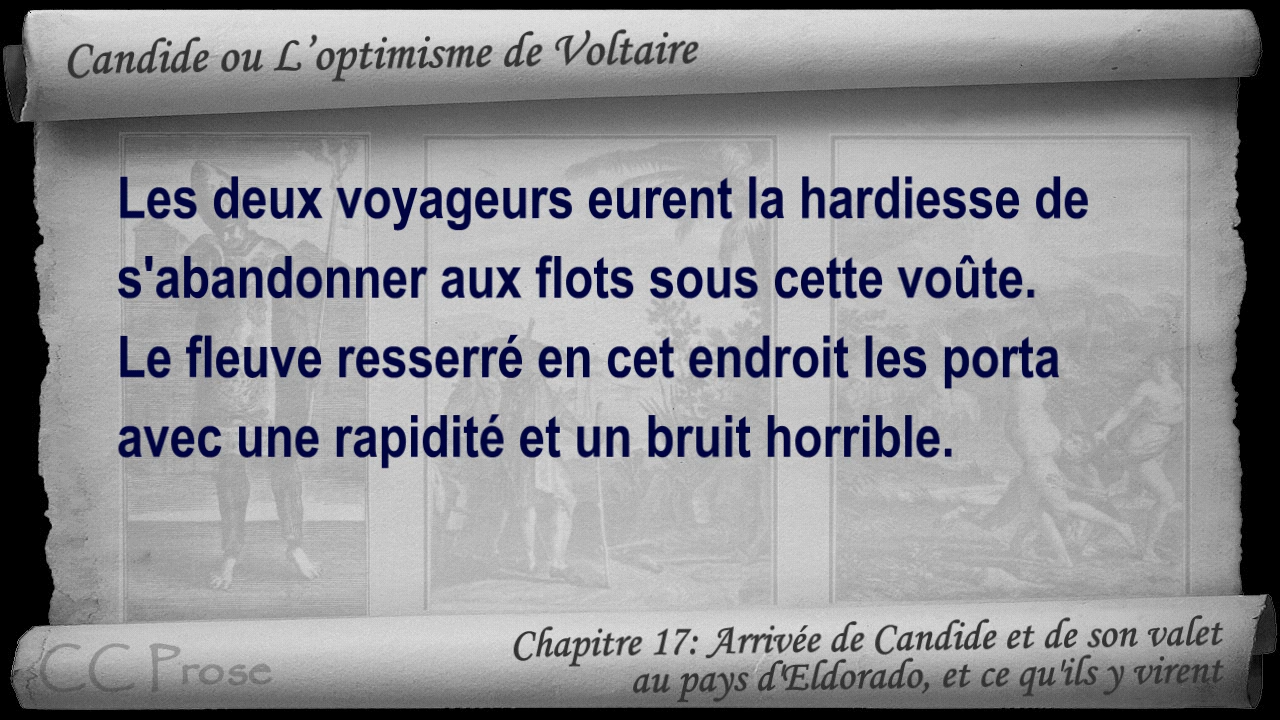 Candide ou L'optimisme de Voltaire
Les deux voyageurs eurent la hardiesse de
s'abandonner aux flots sous cette voûte.
Le fleuve resserré en cet endroit les porta
avec une rapidité et un bruit horrible.
CC Prose
Chapitre 17: Arrivée de Candide et de son valet
au pays d'Eldorado, et ce qu'ils y virent